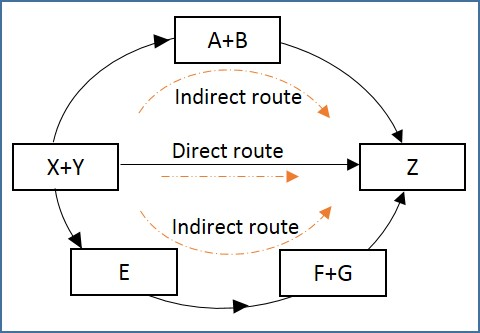 A+B
Indirect route
Direct route
X+Y
Z
Indirect route
E
F+G